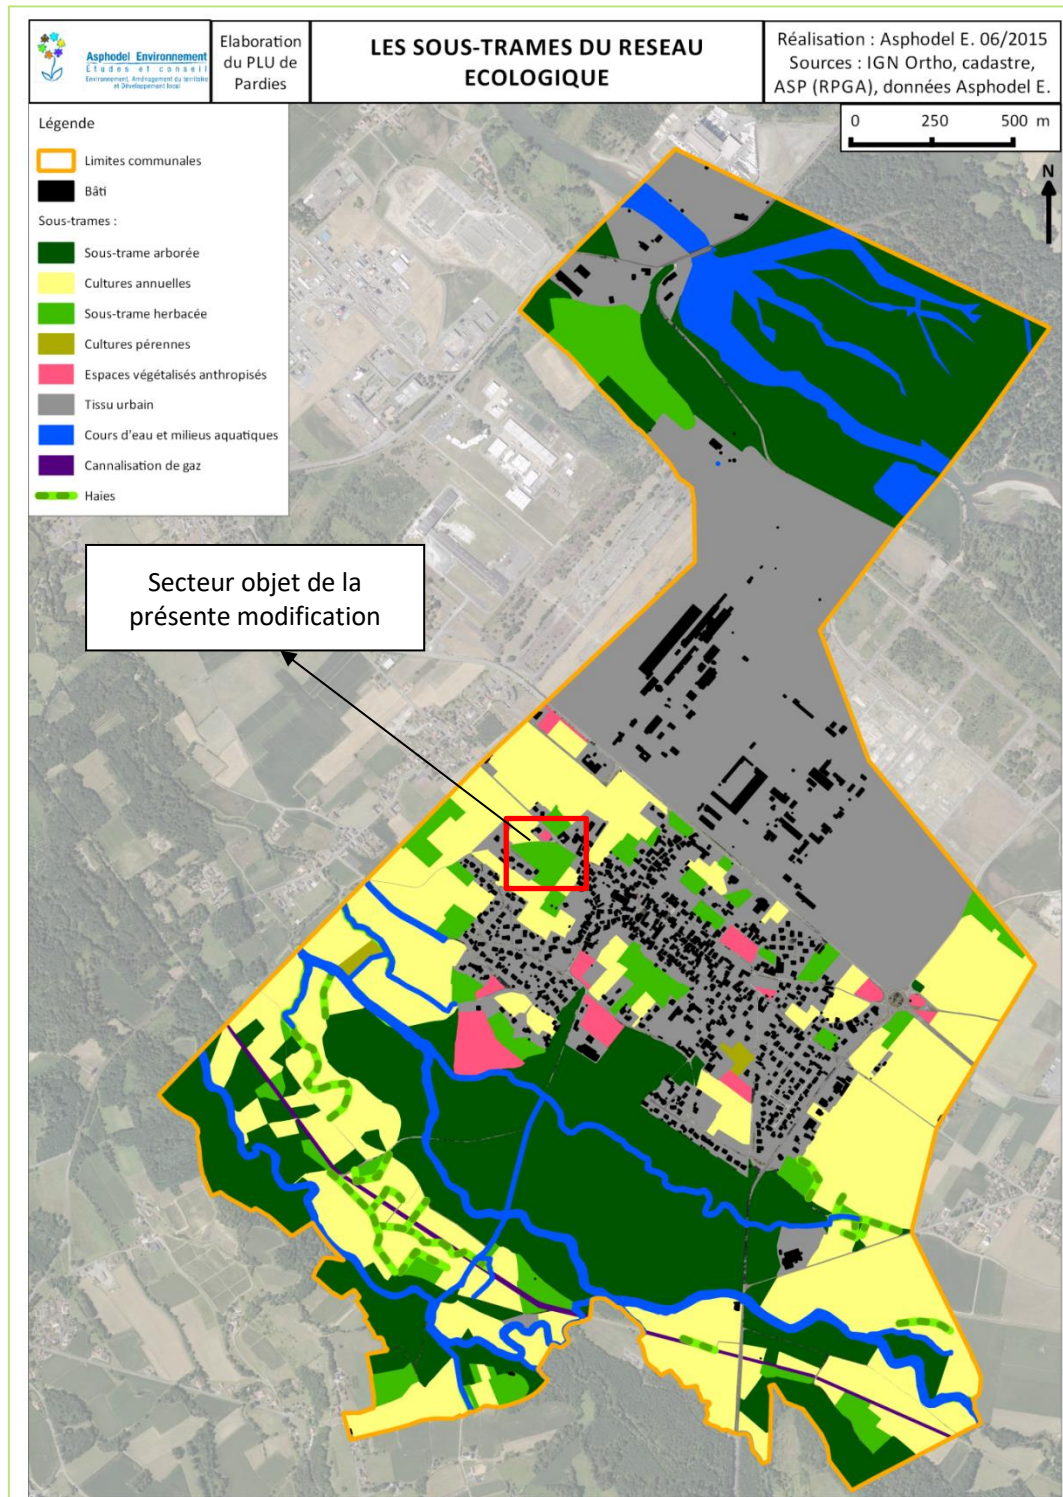 Asphodel Environnement
Etudes et conseil
Environnement, Aménagement du territoire
et Développement local
Elaboration
du PLU de
Pardies
LES SOUS-TRAMES DU RESEAU
ECOLOGIQUE
Réalisation : Asphodel E. 06/2015
Sources : IGN Ortho, cadastre,
ASP (RPGA), données Asphodel E.
0 250 500 m
N
Légende
Limites communales
Bâti
Sous-trames :
Sous-trame arborée
Cultures annuelles
Sous-trame herbacée
Cultures pérennes
Espaces végétalisés anthropisés
Tissu urbain
Cours d'eau et milieus aquatiques
Cannalisation de gaz
Haies
Secteur objet de la
présente modification